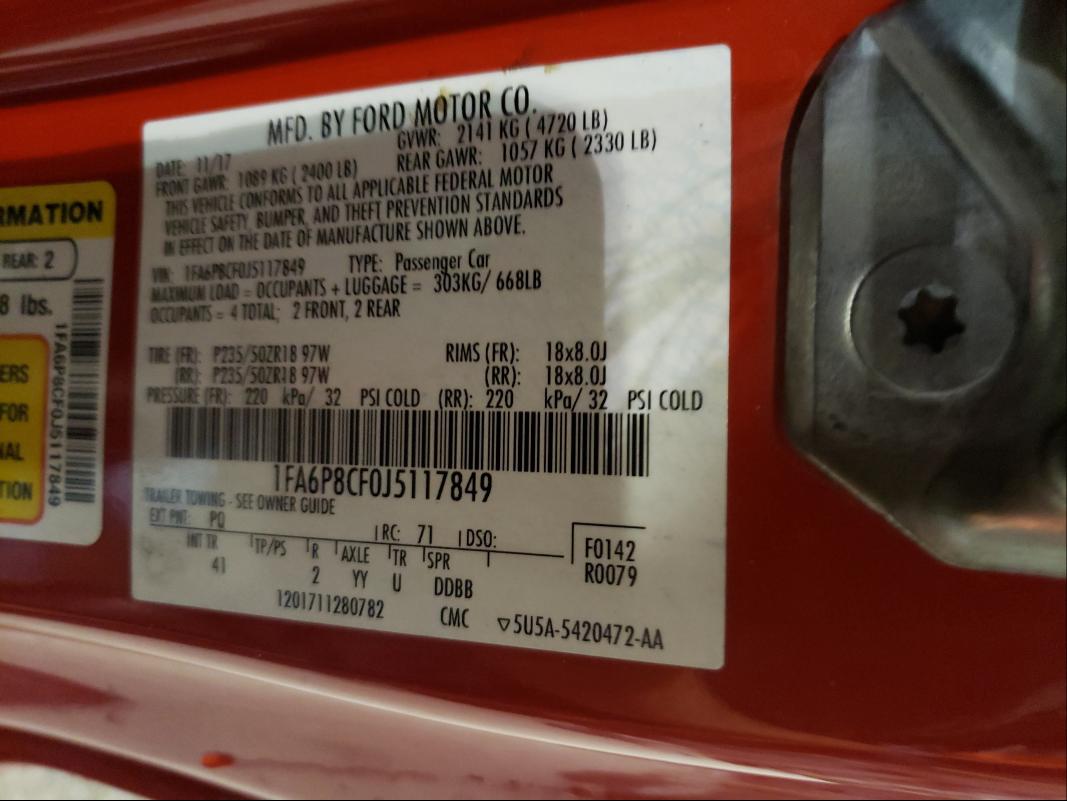 MFD. BY FORD MOTOR CO.
DATE: 11/17 GVWR: 2141 KG ( 4720 LB)
FRONT GAWR: 1089 KG ( 2400 LB) REAR GAWR: 1057 KG ( 2330 LB)
THIS VEHICLE CONFORMS TO ALL APPLICABLE FEDERAL MOTOR
VEHICLE SAFETY, BUMPER, AND THEFT PREVENTION STANDARDS
IN EFFECT ON THE DATE OF MANUFACTURE SHOWN ABOVE.
VIN: 1FA6P8CF0J5117849 TYPE: Passenger Car
MAXIMUM LOAD = OCCUPANTS + LUGGAGE = 303KG/ 668LB
OCCUPANTS = 4 TOTAL; 2 FRONT, 2 REAR
TIRE (FR): P235/50ZR18 97W RIMS (FR): 18x8.0J
(RR): P235/50ZR18 97W (RR): 18x8.0J
PRESSURE (FR): 220 kPa/ 32 PSI COLD (RR): 220 kPa/ 32 PSI COLD
1FA6P8CF0J5117849
TRAILER TOWING - SEE OWNER GUIDE
EXT PNT: PQ RC: 71 DSO:
INT TR TP/PS R AXLE TR SPR F0142
41 2 YY U DDBB R0079
1201711280782 CMC ▽5U5A-5420472-AA
RMATION
REAR: 2
8 lbs.
1FA6P8CF0J5117849
ERS
FOR
NAL
TION